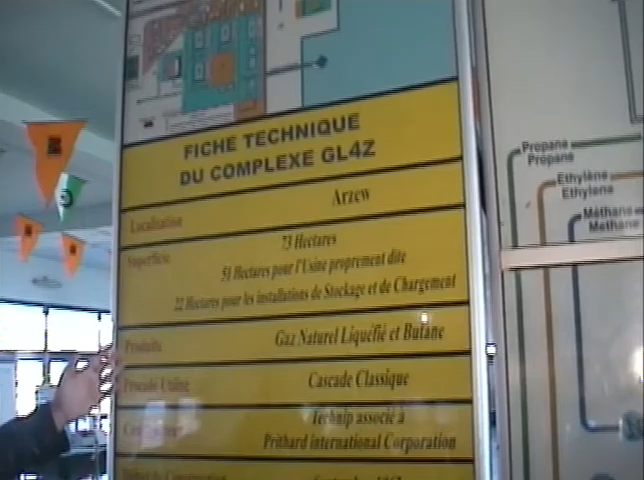 FICHE TECHNIQUE
DU COMPLEXE GL4Z
Localisation Arzew
Superficie 73 Hectares
51 Hectares pour l'Usine proprement dite
22 Hectares pour les installations de Stockage et de Chargement
Produits Gaz Naturel Liquéfié et Butane
Procédé Utilisé Cascade Classique
Technip associé à
Prithard international Corporation
Propane
Propane
Ethylène
Ethylene
Méthane
Methane